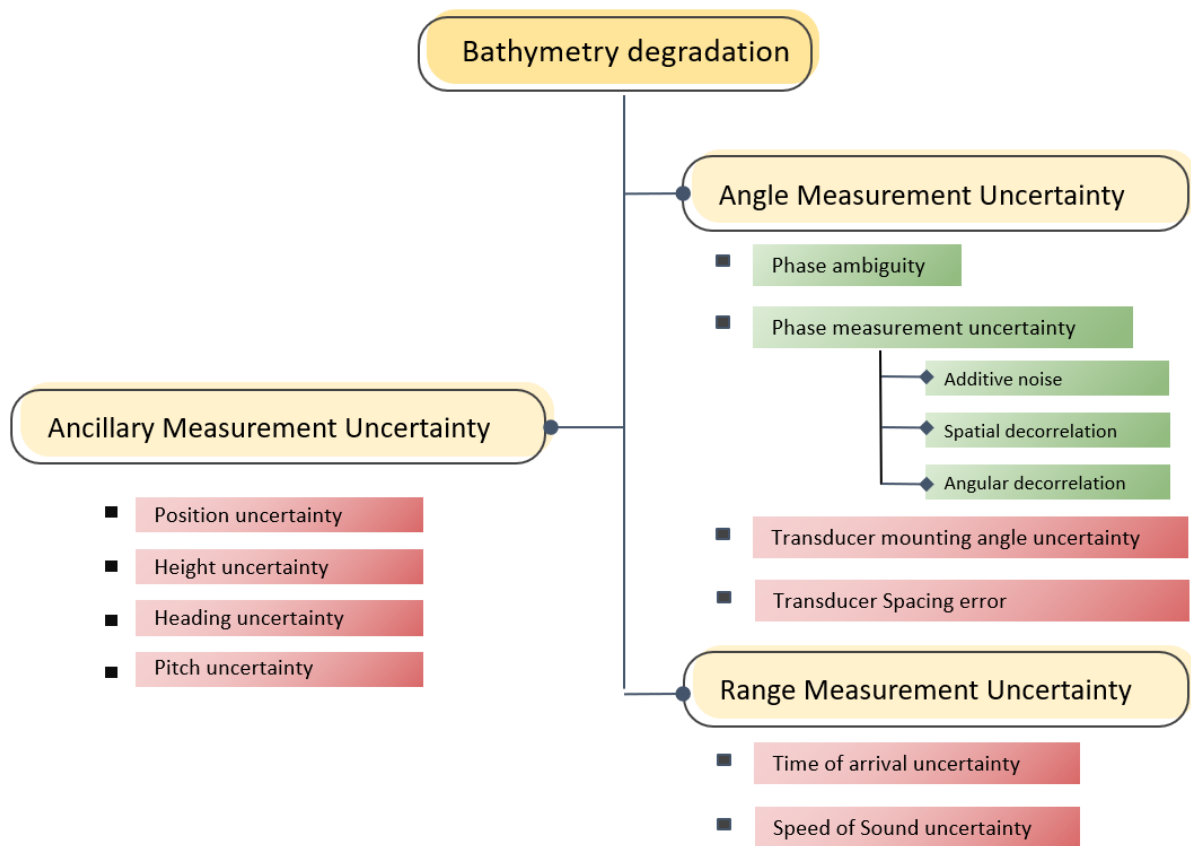 Bathymetry degradation
Angle Measurement Uncertainty
Phase ambiguity
Phase measurement uncertainty
Additive noise
Spatial decorrelation
Angular decorrelation
Transducer mounting angle uncertainty
Transducer Spacing error
Ancillary Measurement Uncertainty
Position uncertainty
Height uncertainty
Heading uncertainty
Pitch uncertainty
Range Measurement Uncertainty
Time of arrival uncertainty
Speed of Sound uncertainty